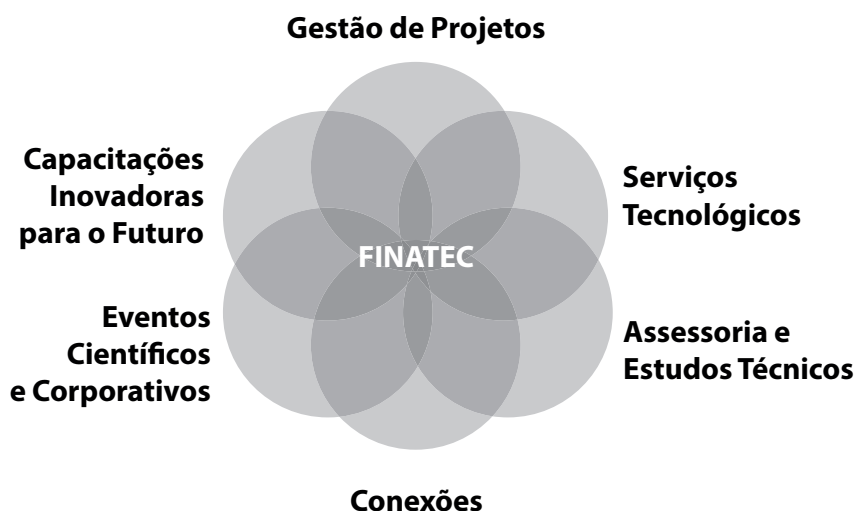 Gestão de Projetos
Capacitações
Inovadoras
para o Futuro
Serviços
Tecnológicos
FINATEC
Eventos
Científicos
e Corporativos
Assessoria e
Estudos Técnicos
Conexões